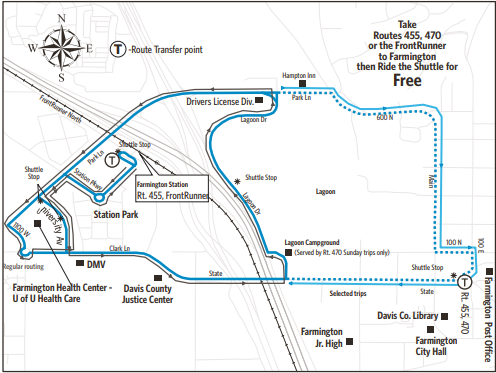 N
W E
S
T -Route Transfer point
Take
Routes 455, 470
or the FrontRunner
to Farmington
then Ride the Shuttle for
Free
Hampton Inn
Park Ln
Drivers License Div.
Lagoon Dr
600 N
FrontRunner North
Shuttle Stop
Park Ln
T
Shuttle
Stop
Station Pkwy
Farmington Station
Rt. 455, FrontRunner
Shuttle Stop
Lagoon Dr
Lagoon
Main
Station Park
University Av
1100 W
Clark Ln
Regular routing
DMV
Lagoon Campground
(Served by Rt. 470 Sunday trips only)
100 N
100 E
Shuttle Stop
State
Selected trips
State
T
Rt. 455, 470
Farmington Post Office
Farmington Health Center -
U of U Health Care
Davis County
Justice Center
Davis Co. Library
Farmington
Jr. High
Farmington
City Hall